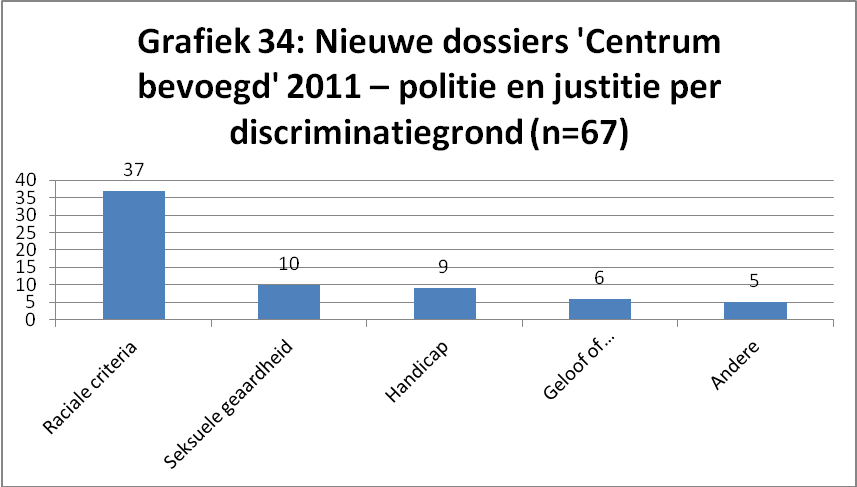 Grafiek 34: Nieuwe dossiers 'Centrum
bevoegd' 2011 – politie en justitie per
discriminatiegrond (n=67)
40
35
30
25
20
15
10
5
0
37
10
9
6
5
Raciale criteria
Seksuele geaardheid
Handicap
Geloof of...
Andere